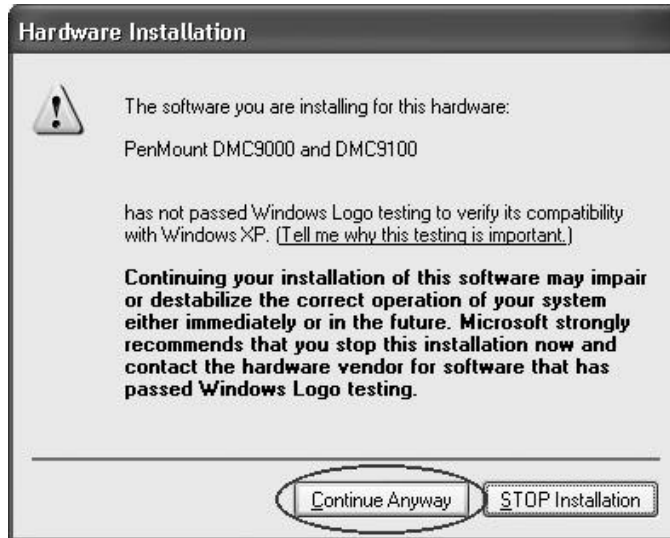 Hardware Installation
The software you are installing for this hardware:
PenMount DMC9000 and DMC9100
has not passed Windows Logo testing to verify its compatibility
with Windows XP. (Tell me why this testing is important.)
Continuing your installation of this software may impair
or destabilize the correct operation of your system
either immediately or in the future. Microsoft strongly
recommends that you stop this installation now and
contact the hardware vendor for software that has
passed Windows Logo testing.
Continue Anyway STOP Installation